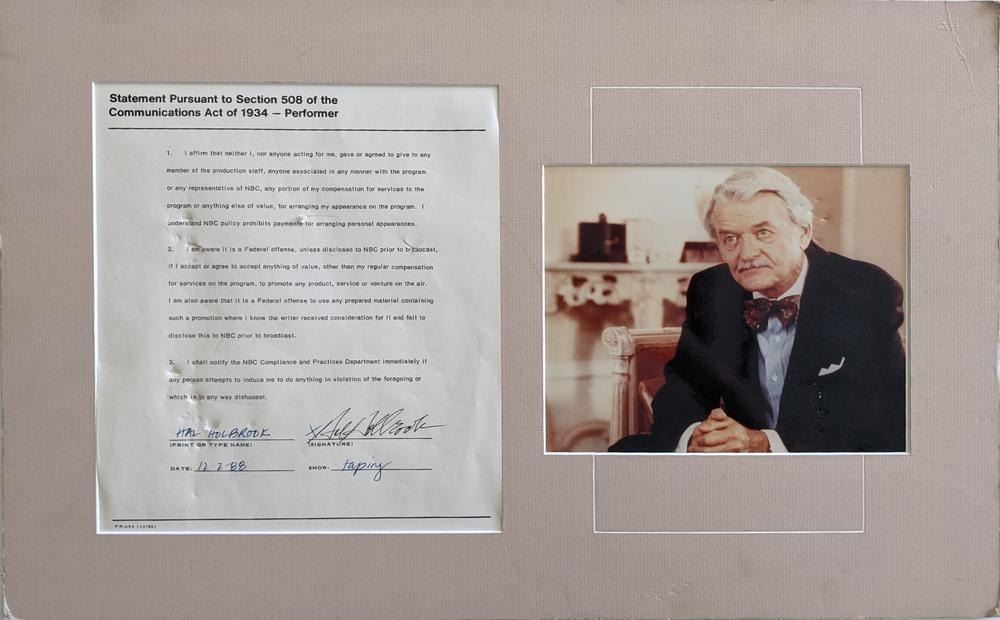 Statement Pursuant to Section 508 of the
Communications Act of 1934 — Performer
1. I affirm that neither I, nor anyone acting for me, gave or agreed to give to any
member of the production staff, anyone associated in any manner with the program
or any representative of NBC, any portion of my compensation for services to the
program or anything else of value, for arranging my appearance on the program. I
understand NBC policy prohibits payments for arranging personal appearances.
2. I am aware it is a Federal offense, unless disclosed to NBC prior to broadcast,
if I accept or agree to accept anything of value, other than my regular compensation
for services on the program, to promote any product, service or venture on the air.
I am also aware that it is a Federal offense to use any prepared material containing
such a promotion where I know the writer received consideration for it and fail to
disclose this to NBC prior to broadcast.
3. I shall notify the NBC Compliance and Practices Department immediately if
any person attempts to induce me to do anything in violation of the foregoing or
which is in any way dishonest.
HAL HOLBROOK X Hal Holbrook
(PRINT OR TYPE NAME) (SIGNATURE)
DATE: 12-2-88 SHOW: taping